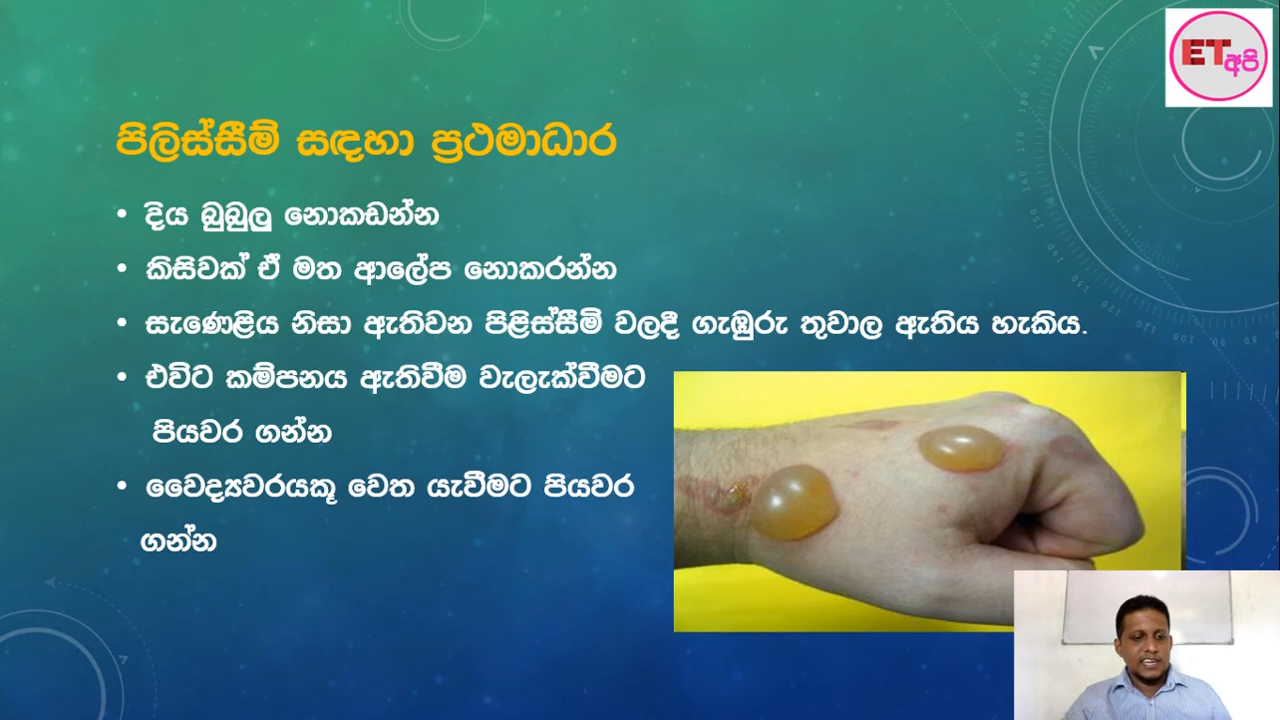 ET අපි
පිලිස්සීම් සඳහා ප්‍රථමාධාර
• දිය බුබුලු නොකඩන්න
• කිසිවක් ඒ මත ආලේප නොකරන්න
• සැණෙළිය නිසා ඇතිවන පිළිස්සීම් වලදී ගැඹුරු තුවාල ඇතිය හැකිය.
• එවිට කම්පනය ඇතිවීම වැලැක්වීමට
පියවර ගන්න
• වෛද්‍යවරයකු වෙත යැවීමට පියවර
ගන්න